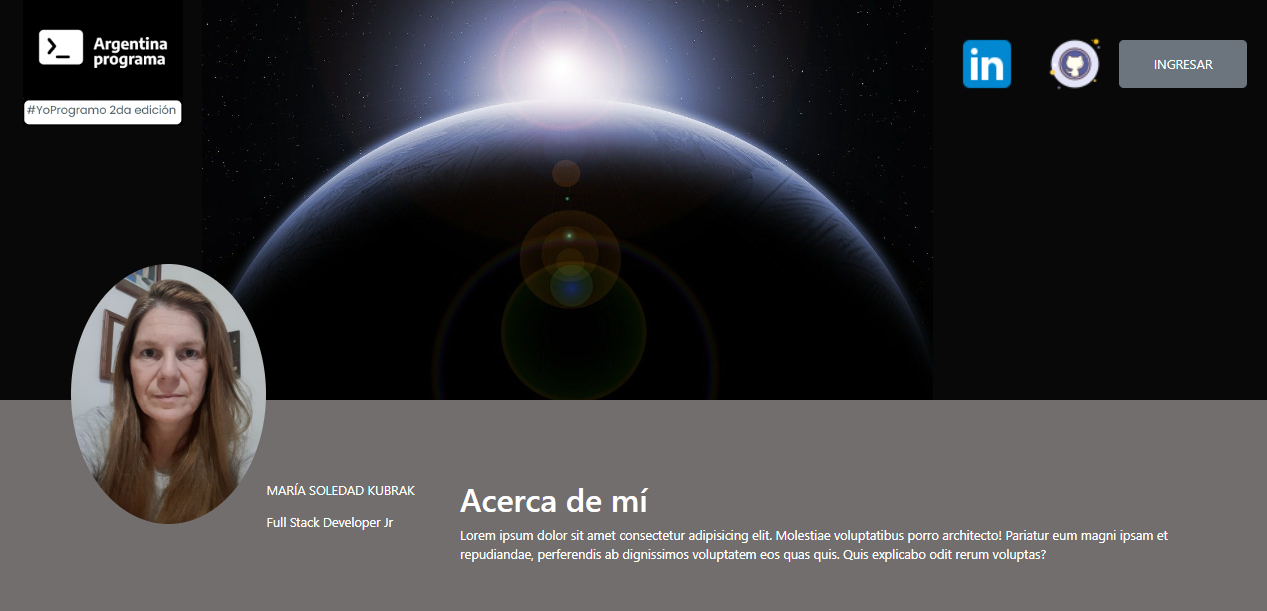 Argentina
programa
#YoProgramo 2da edición
in
INGRESAR
MARÍA SOLEDAD KUBRAK
Full Stack Developer Jr
Acerca de mí
Lorem ipsum dolor sit amet consectetur adipisicing elit. Molestiae voluptatibus porro architecto! Pariatur eum magni ipsam et
repudiandae, perferendis ab dignissimos voluptatem eos quas quis. Quis explicabo odit rerum voluptas?